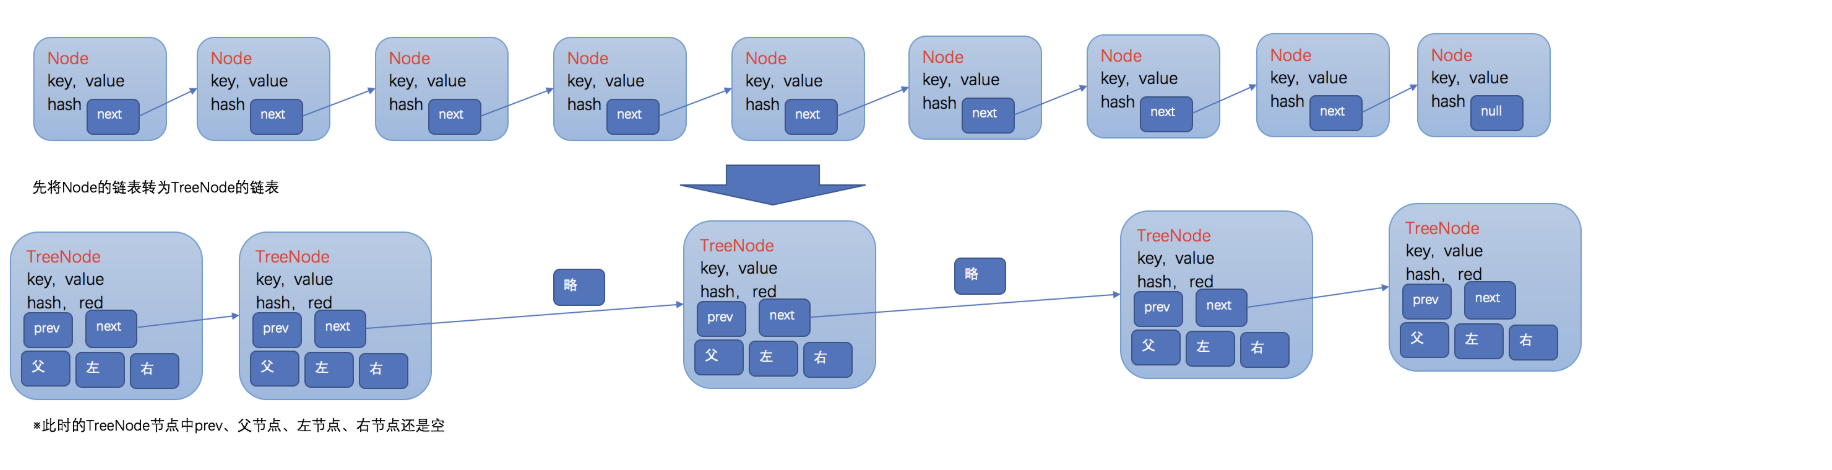 Node
key, value
hash
next
Node
key, value
hash
next
Node
key, value
hash
next
Node
key, value
hash
next
Node
key, value
hash
next
Node
key, value
hash
next
Node
key, value
hash
next
Node
key, value
hash
next
Node
key, value
hash
null
先将Node的链表转为TreeNode的链表
TreeNode
key, value
hash, red
prev
next
父
左
右
TreeNode
key, value
hash, red
prev
next
父
左
右
略
TreeNode
key, value
hash, red
prev
next
父
左
右
略
TreeNode
key, value
hash, red
prev
next
父
左
右
TreeNode
key, value
hash, red
prev
next
父
左
右
※此时的TreeNode节点中prev、父节点、左节点、右节点还是空